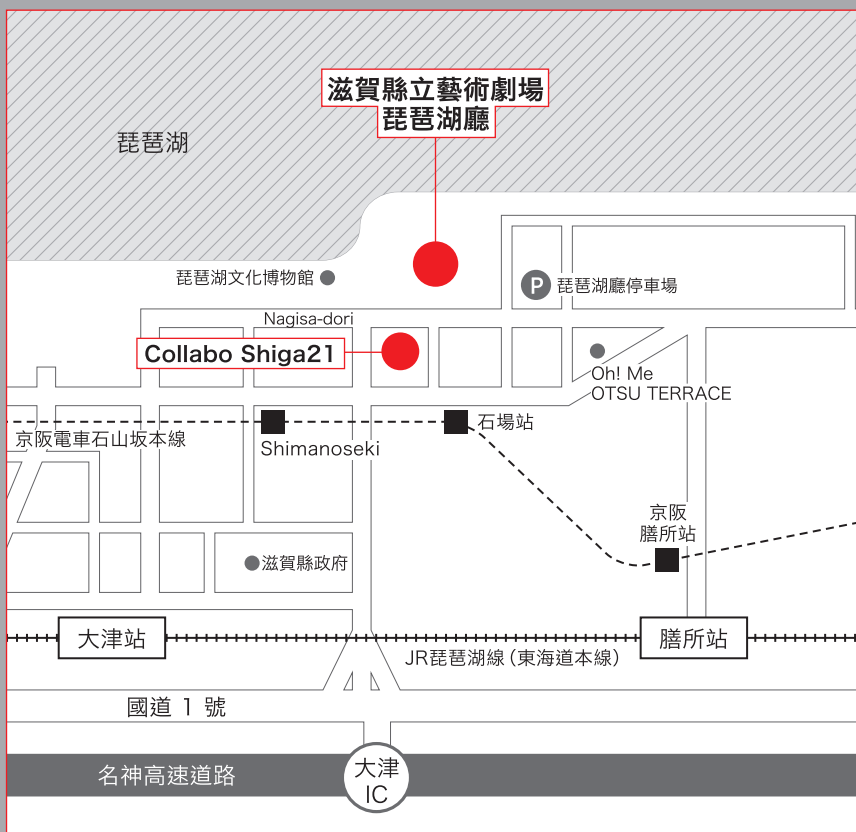 滋賀縣立藝術劇場
琵琶湖廳
琵琶湖
琵琶湖文化博物館
P 琵琶湖廳停車場
Nagisa-dori
Collabo Shiga21
Oh! Me
OTSU TERRACE
京阪電車石山坂本線
Shimanoseki
石場站
京阪
膳所站
滋賀縣政府
大津站
膳所站
JR琵琶湖線（東海道本線）
國道 1 號
名神高速道路
大津
IC